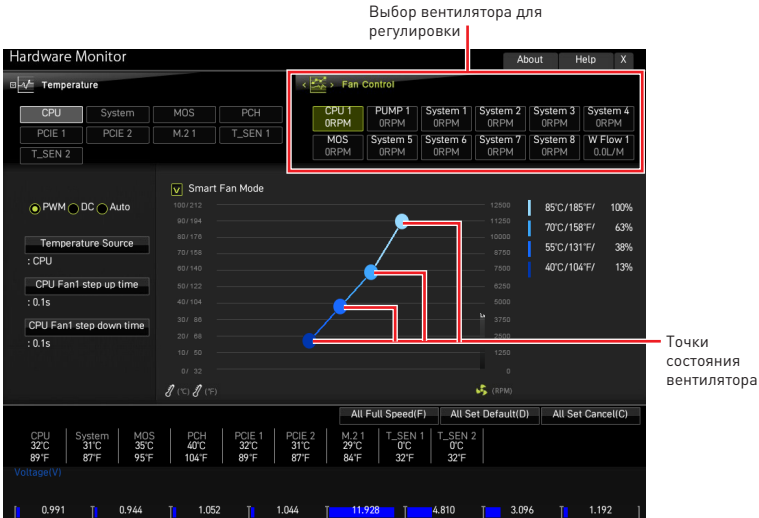 Выбор вентилятора для
регулировки
Hardware Monitor
About Help X
Temperature
Fan Control
CPU System MOS PCH
PCIE 1 PCIE 2 M.2 1 T_SEN 1
T_SEN 2
CPU 1 PUMP 1 System 1 System 2 System 3 System 4
0RPM 0RPM 0RPM 0RPM 0RPM 0RPM
MOS System 5 System 6 System 7 System 8 W Flow 1
0RPM 0RPM 0RPM 0RPM 0RPM 0.0L/M
PWM DC Auto
Temperature Source
: CPU
CPU Fan1 step up time
: 0.1s
CPU Fan1 step down time
: 0.1s
Smart Fan Mode
100/212 12500
90/194 11250
80/176 10000
70/158 8750
60/140 7500
50/122 6250
40/104 5000
30/ 86 3750
20/ 68 2500
10/ 50 1250
0/ 32 0
(°C) (°F) (RPM)
85°C/185°F/ 100%
70°C/158°F/ 63%
55°C/131°F/ 38%
40°C/104°F/ 13%
Точки
состояния
вентилятора
All Full Speed(F) All Set Default(D) All Set Cancel(C)
CPU System MOS PCH PCIE 1 PCIE 2 M.2 1 T_SEN 1 T_SEN 2
32°C 31°C 35°C 40°C 32°C 31°C 29°C 0°C 0°C
89°F 87°F 95°F 104°F 89°F 87°F 84°F 32°F 32°F
Voltage(V)
0.991 0.944 1.052 1.044 11.928 4.810 3.096 1.192